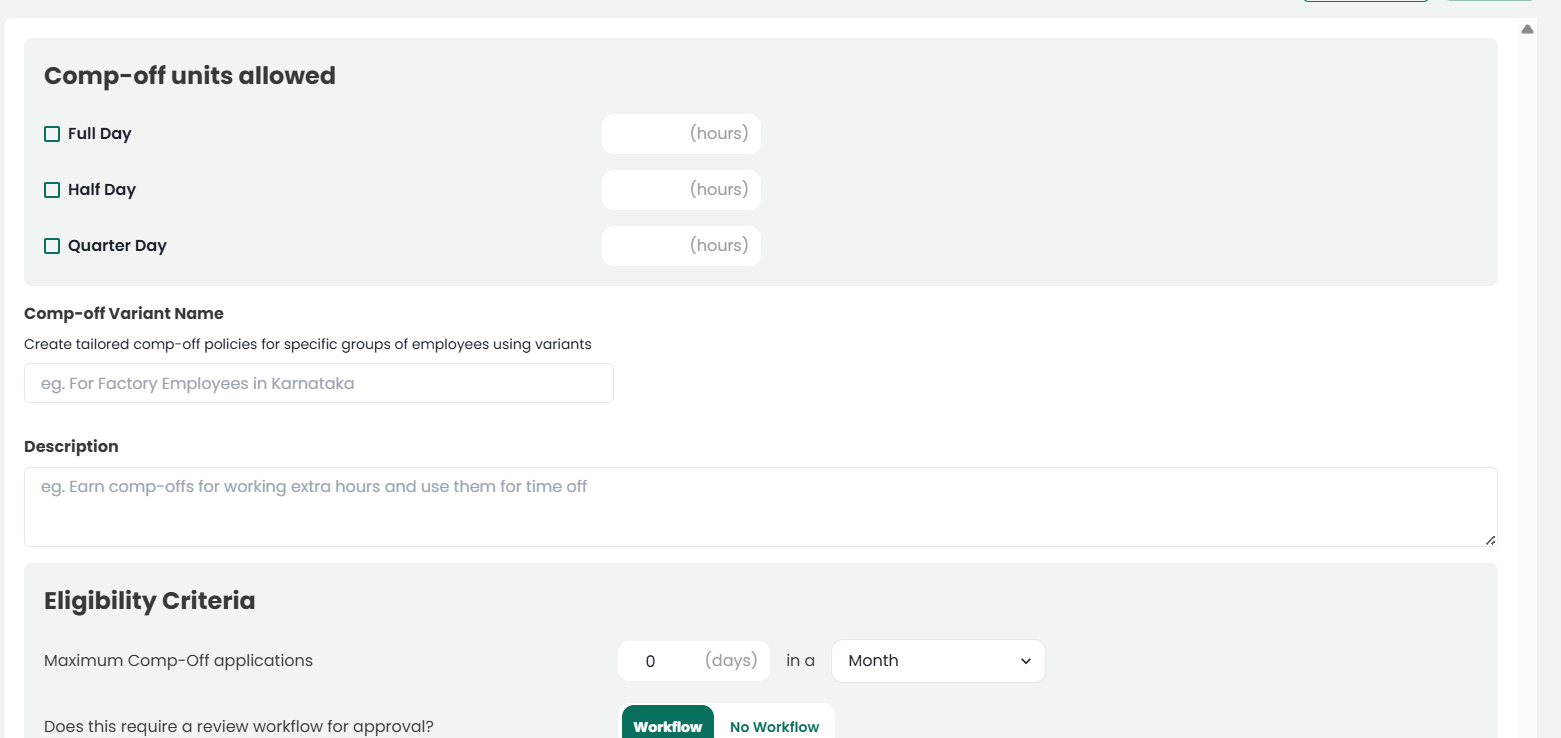 Comp-off units allowed
Full Day (hours)
Half Day (hours)
Quarter Day (hours)
Comp-off Variant Name
Create tailored comp-off policies for specific groups of employees using variants
eg. For Factory Employees in Karnataka
Description
eg. Earn comp-offs for working extra hours and use them for time off
Eligibility Criteria
Maximum Comp-Off applications 0 (days) in a Month
Does this require a review workflow for approval? Workflow No Workflow